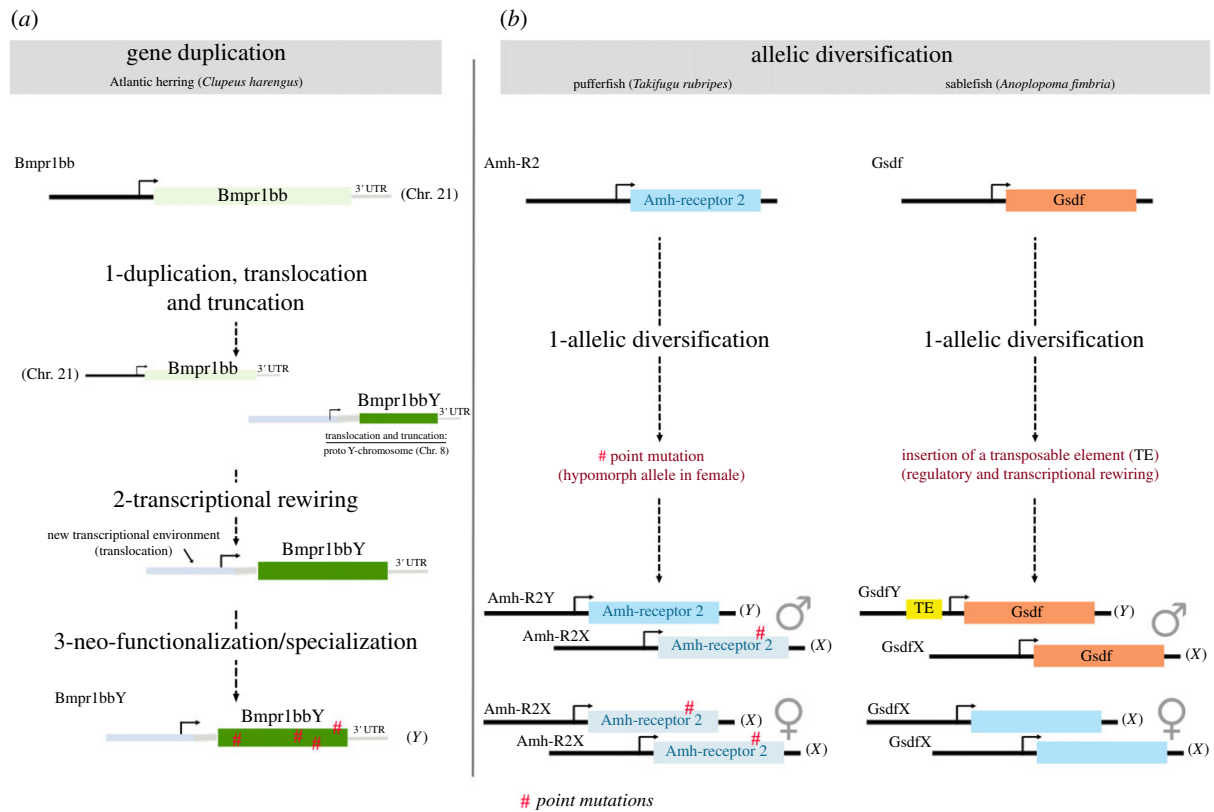 (a)
gene duplication
Atlantic herring (Clupeus harengus)
Bmpr1bb
Bmpr1bb
3′ UTR
(Chr. 21)
1-duplication, translocation
and truncation
(Chr. 21)
Bmpr1bb
3′ UTR
BmprlbbY
3′ UTR
translocation and truncation:
proto Y-chromosome (Chr. 8)
2-transcriptional rewiring
new transcriptional environment
(translocation)
Bmpr1bbY
3′ UTR
3-neo-functionalization/specialization
Bmpr1bbY
Bmpr1bbY
3′ UTR
# # # #
(Y)
(b)
allelic diversification
pufferfish (Takifugu rubripes)
sablefish (Anoplopoma fimbria)
Amh-R2
Amh-receptor 2
1-allelic diversification
# point mutation
(hypomorph allele in female)
Amh-R2Y
Amh-receptor 2
(Y)
♂
Amh-R2X
Amh-receptor 2
#
(X)
Amh-R2X
Amh-receptor 2
#
(X)
♀
Amh-R2X
Amh-receptor 2
#
(X)
Gsdf
Gsdf
1-allelic diversification
insertion of a transposable element (TE)
(regulatory and transcriptional rewiring)
GsdfY
TE
Gsdf
(Y)
♂
GsdfX
Gsdf
(X)
GsdfX
(X)
♀
GsdfX
(X)
# point mutations